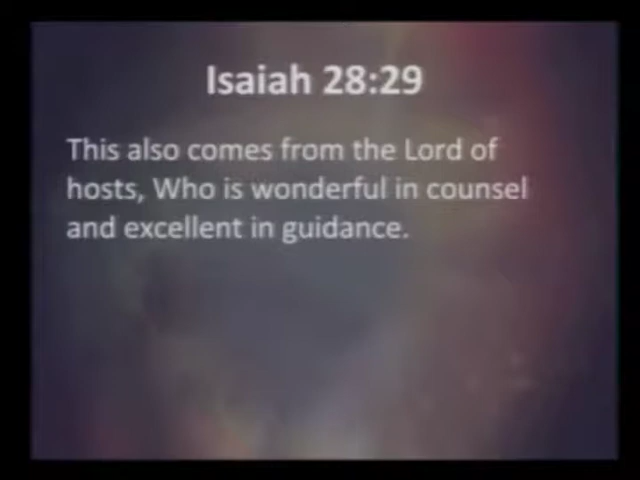 Isaiah 28:29
This also comes from the Lord of
hosts, Who is wonderful in counsel
and excellent in guidance.